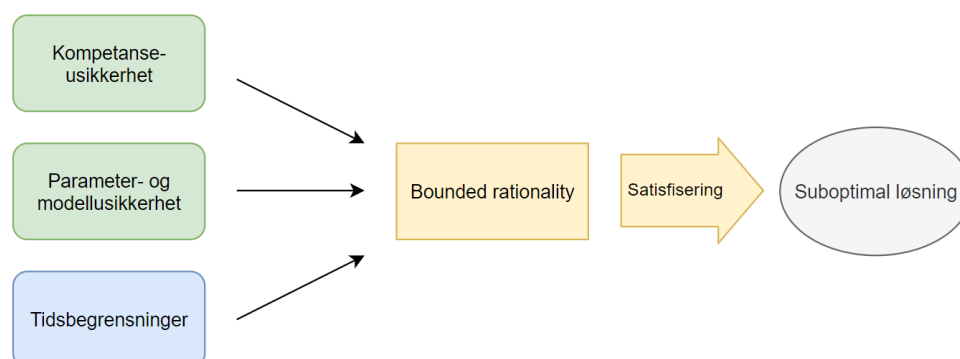 Kompetanse-
usikkerhet
Parameter- og
modellusikkerhet
Tidsbegrensninger
Bounded rationality
Satisfisering
Suboptimal løsning